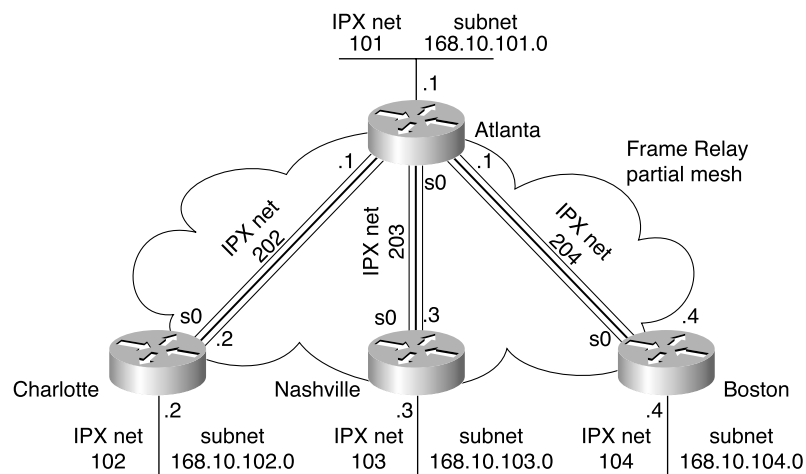 IPX net
101
subnet
168.10.101.0
.1
Atlanta
Frame Relay
partial mesh
.1
.1
s0
IPX net
202
IPX net
203
IPX net
204
s0
.2
s0
.3
s0
.4
Charlotte
Nashville
Boston
.2
.3
.4
IPX net
102
subnet
168.10.102.0
IPX net
103
subnet
168.10.103.0
IPX net
104
subnet
168.10.104.0